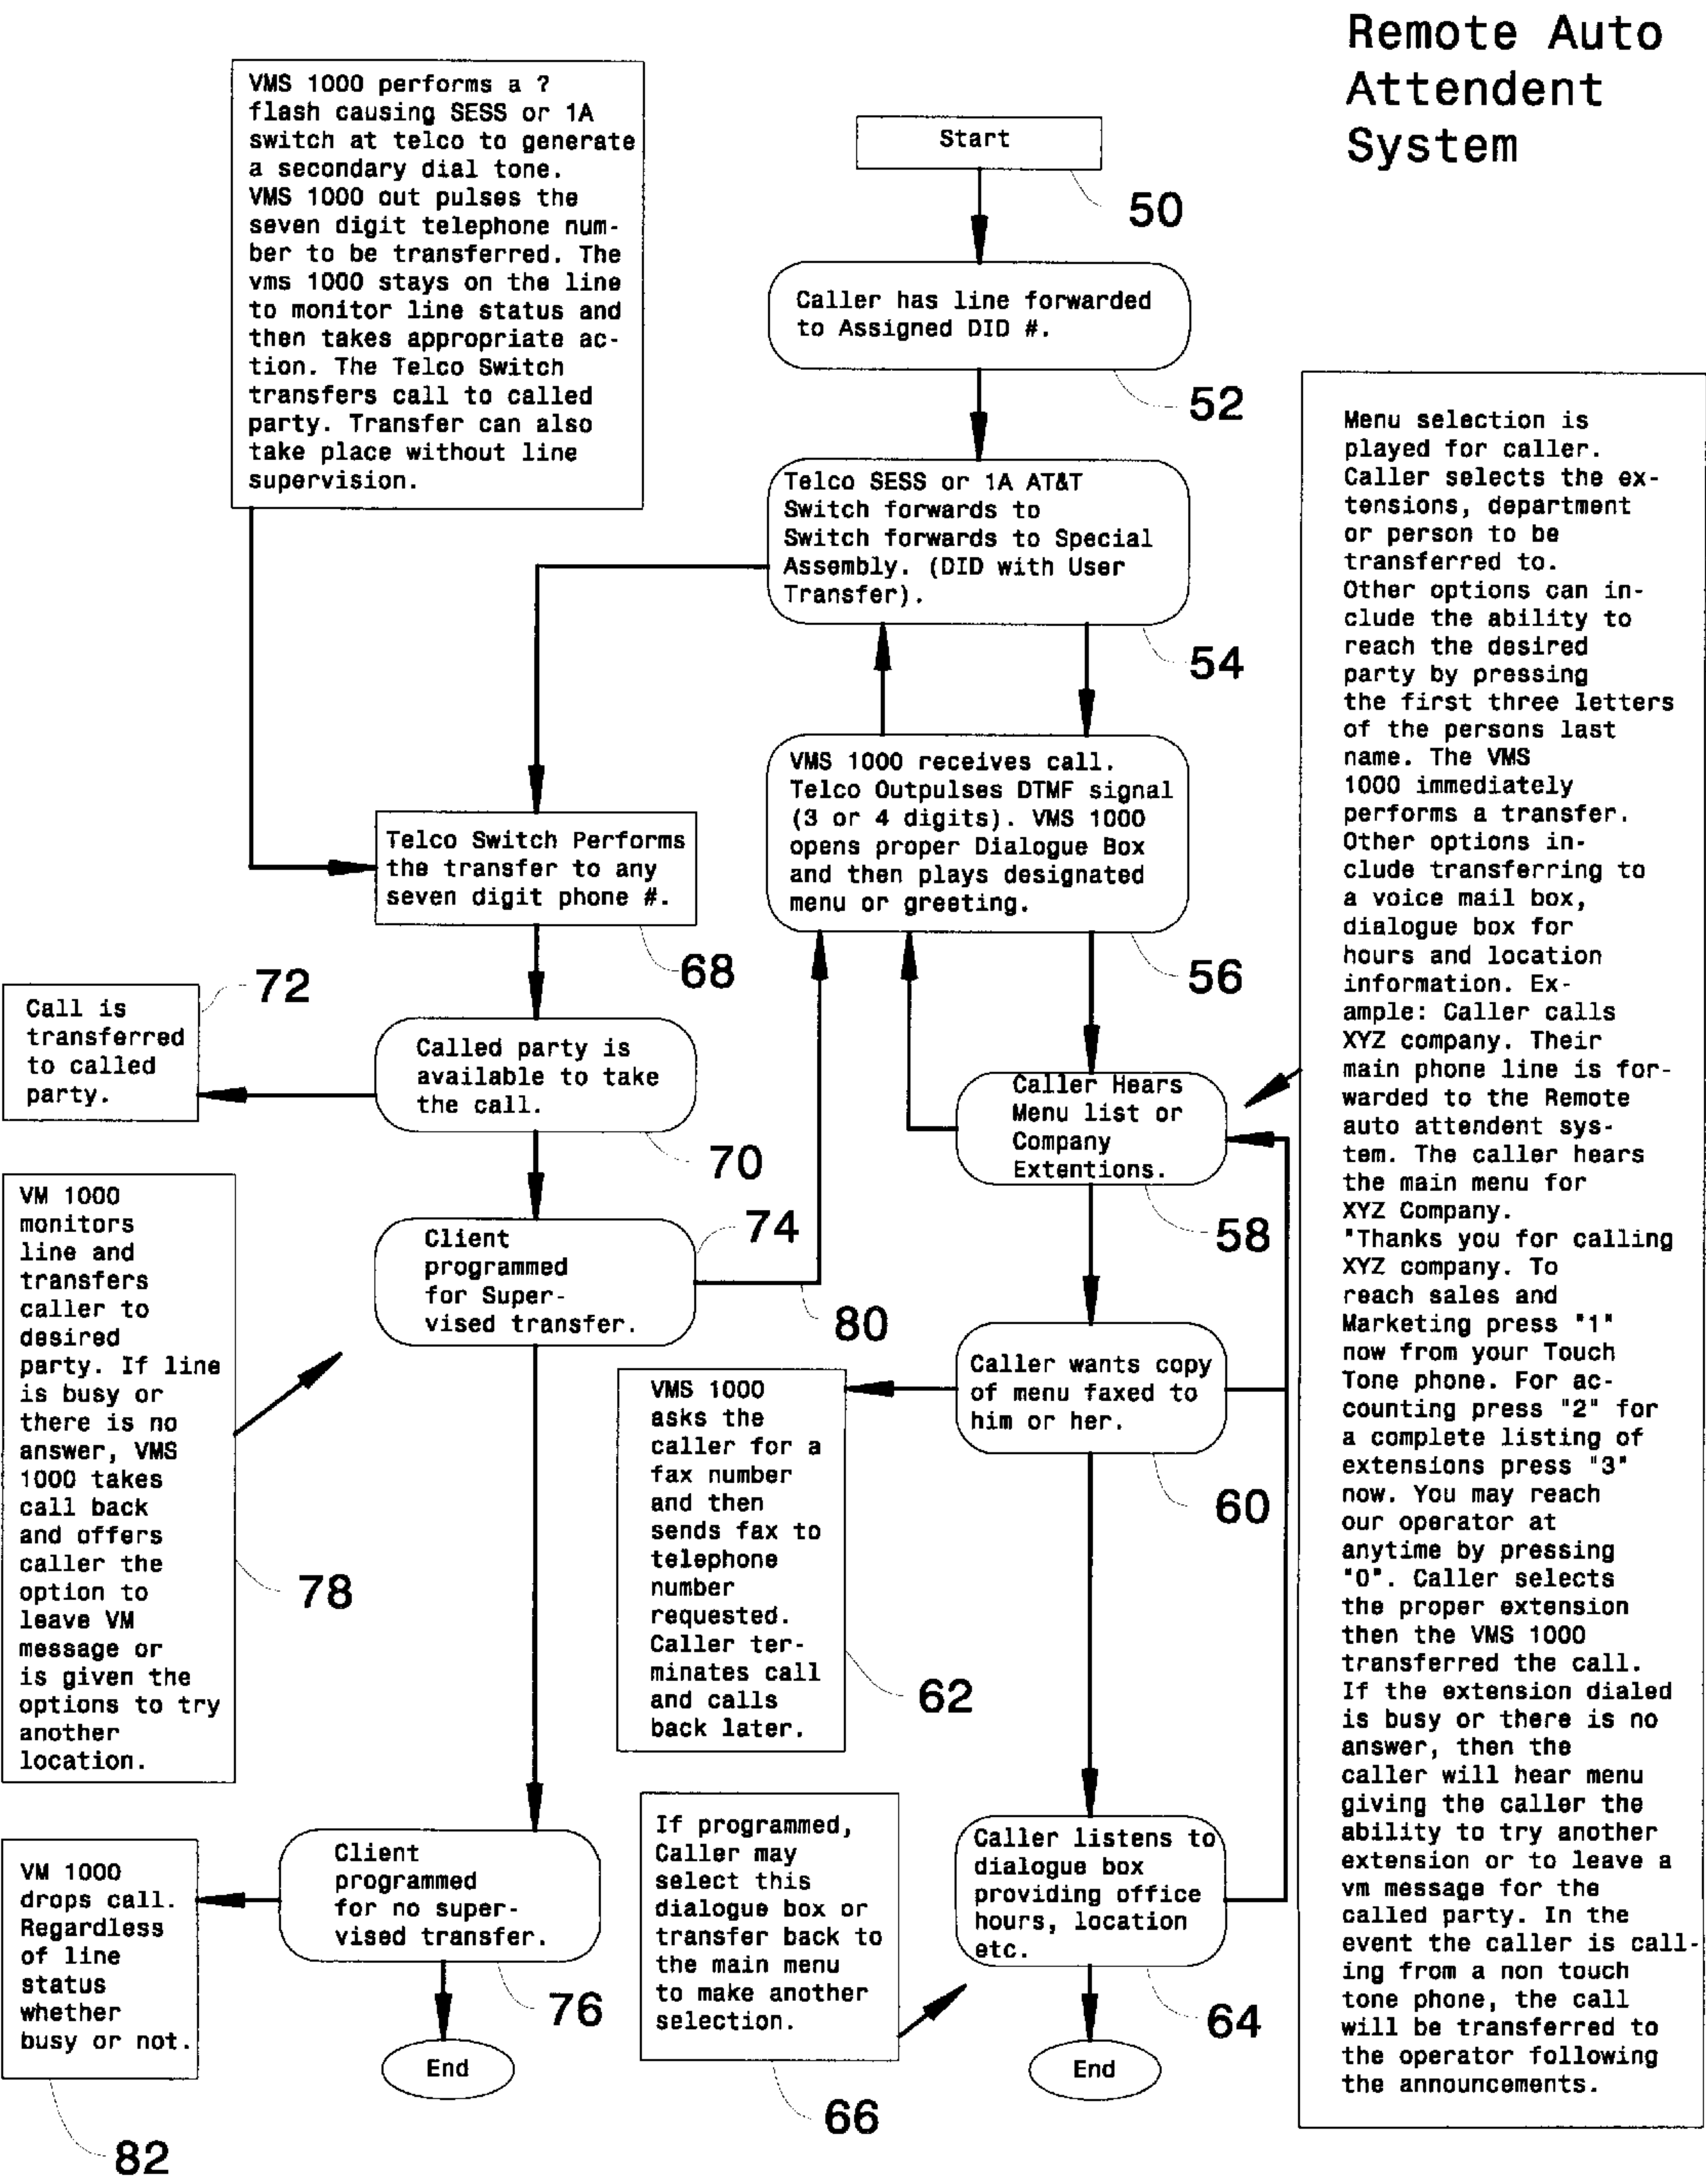 Remote Auto
Attendent
System
VMS 1000 performs a ?
flash causing SESS or 1A
switch at telco to generate
a secondary dial tone.
VMS 1000 out pulses the
seven digit telephone num-
ber to be transferred. The
vms 1000 stays on the line
to monitor line status and
then takes appropriate ac-
tion. The Telco Switch
transfers call to called
party. Transfer can also
take place without line
supervision.
Start
50
Caller has line forwarded
to Assigned DID #.
52
Telco SESS or 1A AT&T
Switch forwards to
Switch forwards to Special
Assembly. (DID with User
Transfer).
54
VMS 1000 receives call.
Telco Outpulses DTMF signal
(3 or 4 digits). VMS 1000
opens proper Dialogue Box
and then plays designated
menu or greeting.
56
Telco Switch Performs
the transfer to any
seven digit phone #.
68
72
Call is
transferred
to called
party.
Called party is
available to take
the call.
70
Caller Hears
Menu list or
Company
Extentions.
58
VM 1000
monitors
line and
transfers
caller to
desired
party. If line
is busy or
there is no
answer, VMS
1000 takes
call back
and offers
caller the
option to
leave VM
message or
is given the
options to try
another
location.
78
Client
programmed
for Super-
vised transfer.
74
80
Caller wants copy
of menu faxed to
him or her.
60
VMS 1000
asks the
caller for a
fax number
and then
sends fax to
telephone
number
requested.
Caller ter-
minates call
and calls
back later.
62
If programmed,
Caller may
select this
dialogue box or
transfer back to
the main menu
to make another
selection.
66
Caller listens to
dialogue box
providing office
hours, location
etc.
64
End
VM 1000
drops call.
Regardless
of line
status
whether
busy or not.
82
Client
programmed
for no super-
vised transfer.
76
End
Menu selection is
played for caller.
Caller selects the ex-
tensions, department
or person to be
transferred to.
Other options can in-
clude the ability to
reach the desired
party by pressing
the first three letters
of the persons last
name. The VMS
1000 immediately
performs a transfer.
Other options in-
clude transferring to
a voice mail box,
dialogue box for
hours and location
information. Ex-
ample: Caller calls
XYZ company. Their
main phone line is for-
warded to the Remote
auto attendent sys-
tem. The caller hears
the main menu for
XYZ Company.
"Thanks you for calling
XYZ company. To
reach sales and
Marketing press "1"
now from your Touch
Tone phone. For ac-
counting press "2" for
a complete listing of
extensions press "3"
now. You may reach
our operator at
anytime by pressing
"0". Caller selects
the proper extension
then the VMS 1000
transferred the call.
If the extension dialed
is busy or there is no
answer, then the
caller will hear menu
giving the caller the
ability to try another
extension or to leave a
vm message for the
called party. In the
event the caller is call-
ing from a non touch
tone phone, the call
will be transferred to
the operator following
the announcements.